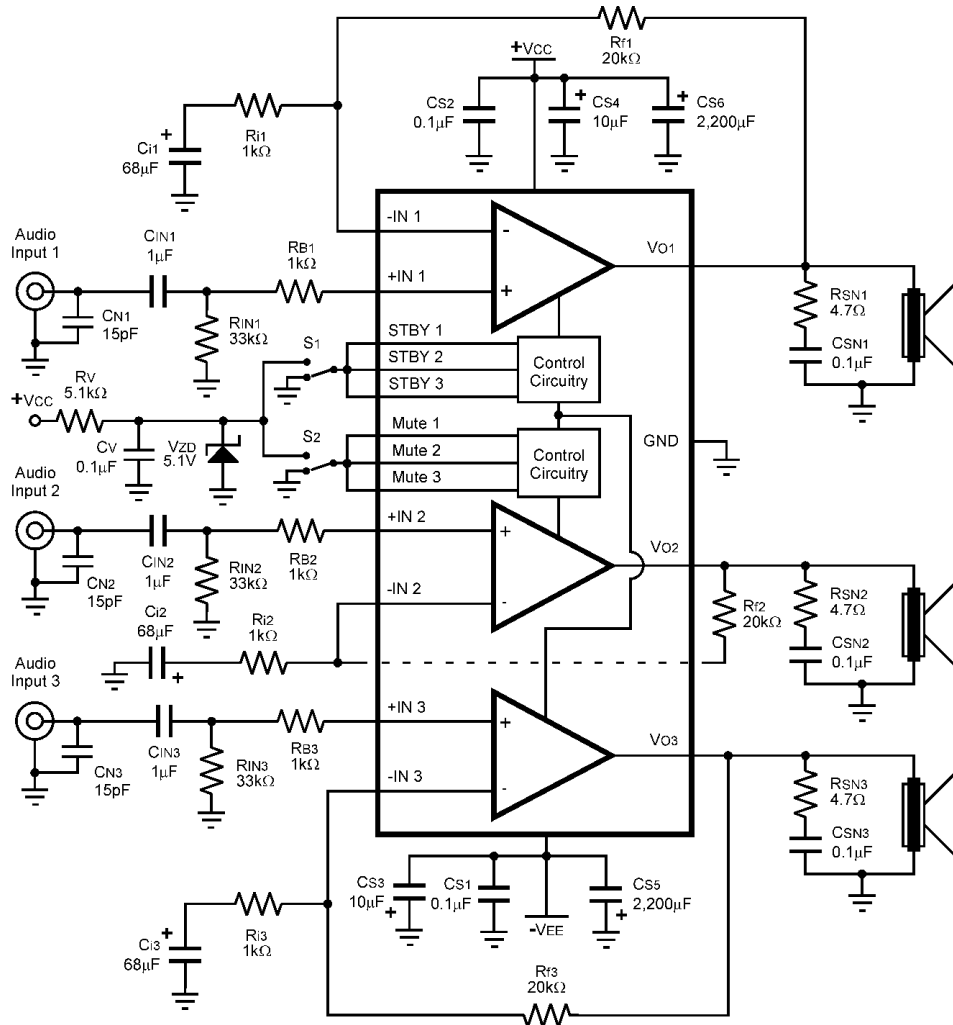 +VCC
Rf1
20kΩ
CS2
0.1µF
CS4
10µF
CS6
2,200µF
+
+
Ri1
1kΩ
Ci1
68µF
+
Audio
Input 1
CIN1
1µF
RB1
1kΩ
-IN 1
+IN 1
-
+
VO1
CN1
15pF
RIN1
33kΩ
RSN1
4.7Ω
CSN1
0.1µF
S1
STBY 1
STBY 2
STBY 3
Control
Circuitry
+VCC
RV
5.1kΩ
CV
0.1µF
VZD
5.1V
S2
Mute 1
Mute 2
Mute 3
Control
Circuitry
GND
Audio
Input 2
CIN2
1µF
RB2
1kΩ
+IN 2
-IN 2
+
-
VO2
CN2
15pF
RIN2
33kΩ
Ci2
68µF
+
Ri2
1kΩ
Rf2
20kΩ
RSN2
4.7Ω
CSN2
0.1µF
Audio
Input 3
CIN3
1µF
RB3
1kΩ
+IN 3
-IN 3
+
-
VO3
CN3
15pF
RIN3
33kΩ
RSN3
4.7Ω
CSN3
0.1µF
CS3
10µF
+
CS1
0.1µF
-VEE
CS5
2,200µF
+
Ri3
1kΩ
Ci3
68µF
+
Rf3
20kΩ